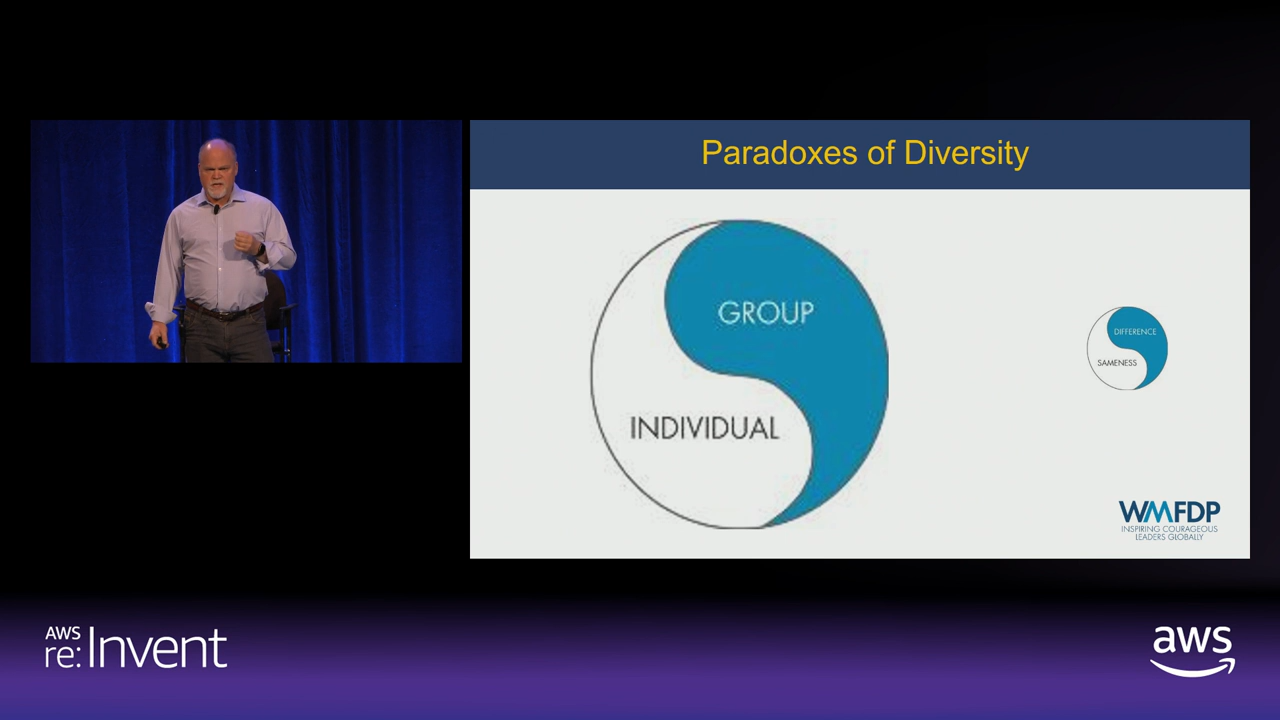 Paradoxes of Diversity
GROUP
INDIVIDUAL
DIFFERENCE
SAMENESS
WMFDP
INSPIRING COURAGEOUS
LEADERS GLOBALLY
AWS
re:Invent
aws